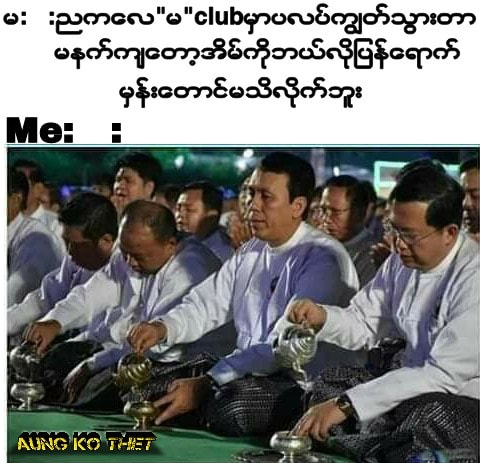 မ: :ညကလေ"မ"clubမှာပလပ်ကျွတ်သွားတာ
မနက်ကျတော့အိမ်ကိုဘယ်လိုပြန်ရောက်
မှန်းတောင်မသိလိုက်ဘူး
Me: :
AUNG KO THET